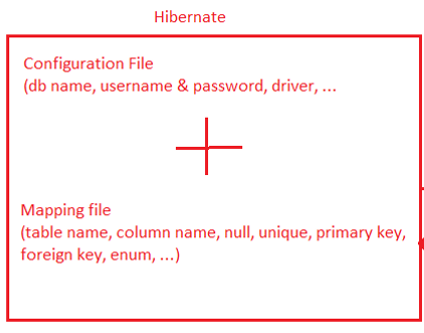 Hibernate
Configuration File
(db name, username & password, driver, ...
Mapping file
(table name, column name, null, unique, primary key,
foreign key, enum, ...)